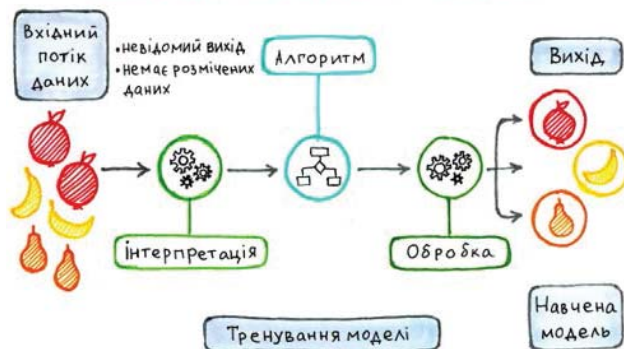 Вхідний
потік
даних
•невідомий вихід
•немає розмічених
даних
Алгоритм
Вихід
інтерпретація
Обробка
Тренування моделі
Навчена
модель